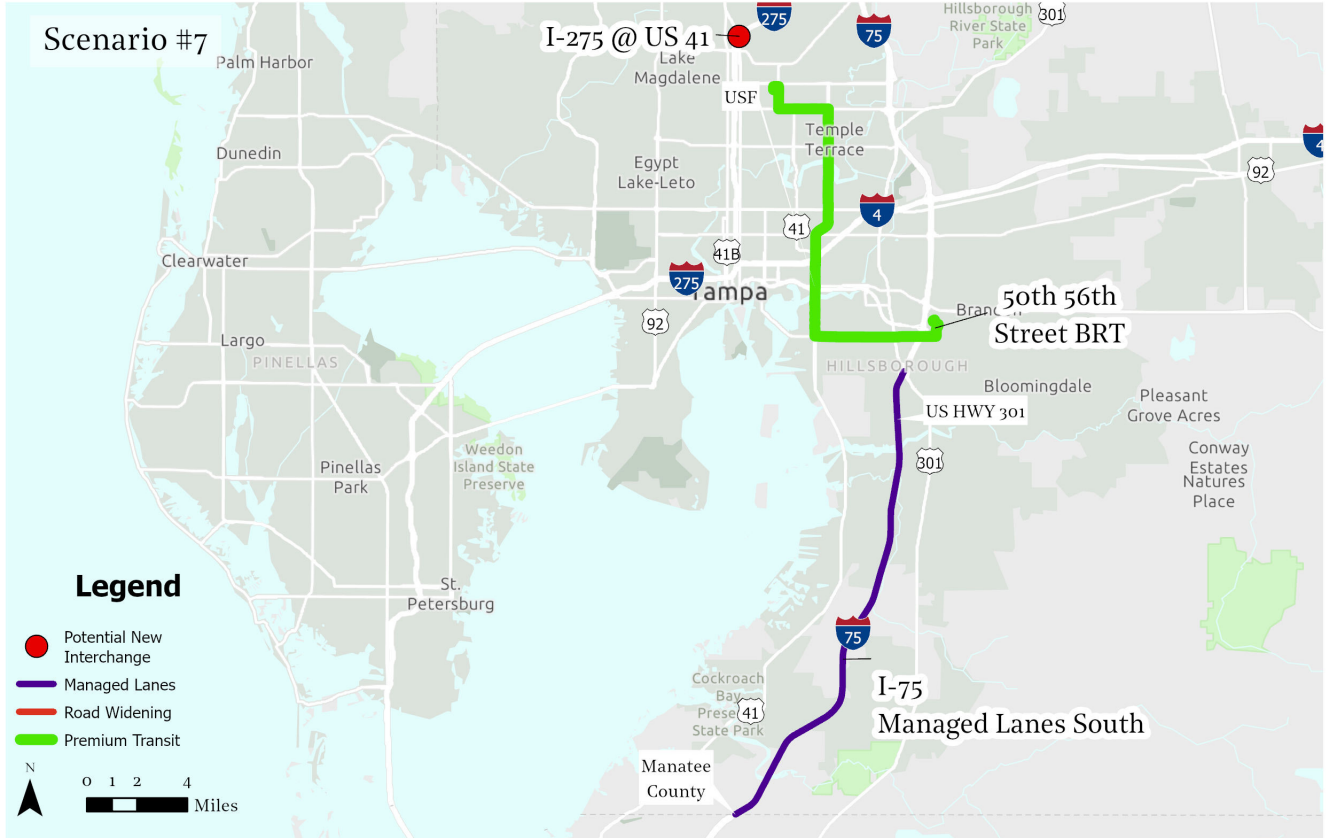 Scenario #7
I-275 @ US 41
275
75
Hillsborough
River State
Park
301
Palm Harbor
Lake
Magdalene
USF
Dunedin
Temple
Terrace
4
Egypt
Lake-Leto
92
4
41
41B
Clearwater
275
Tampa
92
50th 56th
Street BRT
Largo
PINELLAS
HILLSBOROUGH
Bloomingdale
Pleasant
Grove Acres
US HWY 301
301
Weedon
Island State
Preserve
Pinellas
Park
Conway
Estates
Natures
Place
Legend
St.
Petersburg
Potential New
Interchange
Managed Lanes
Road Widening
Premium Transit
75
I-75
Managed Lanes South
Cockroach
Bay
41
State Park
Manatee
County
N
0 1 2 4
Miles